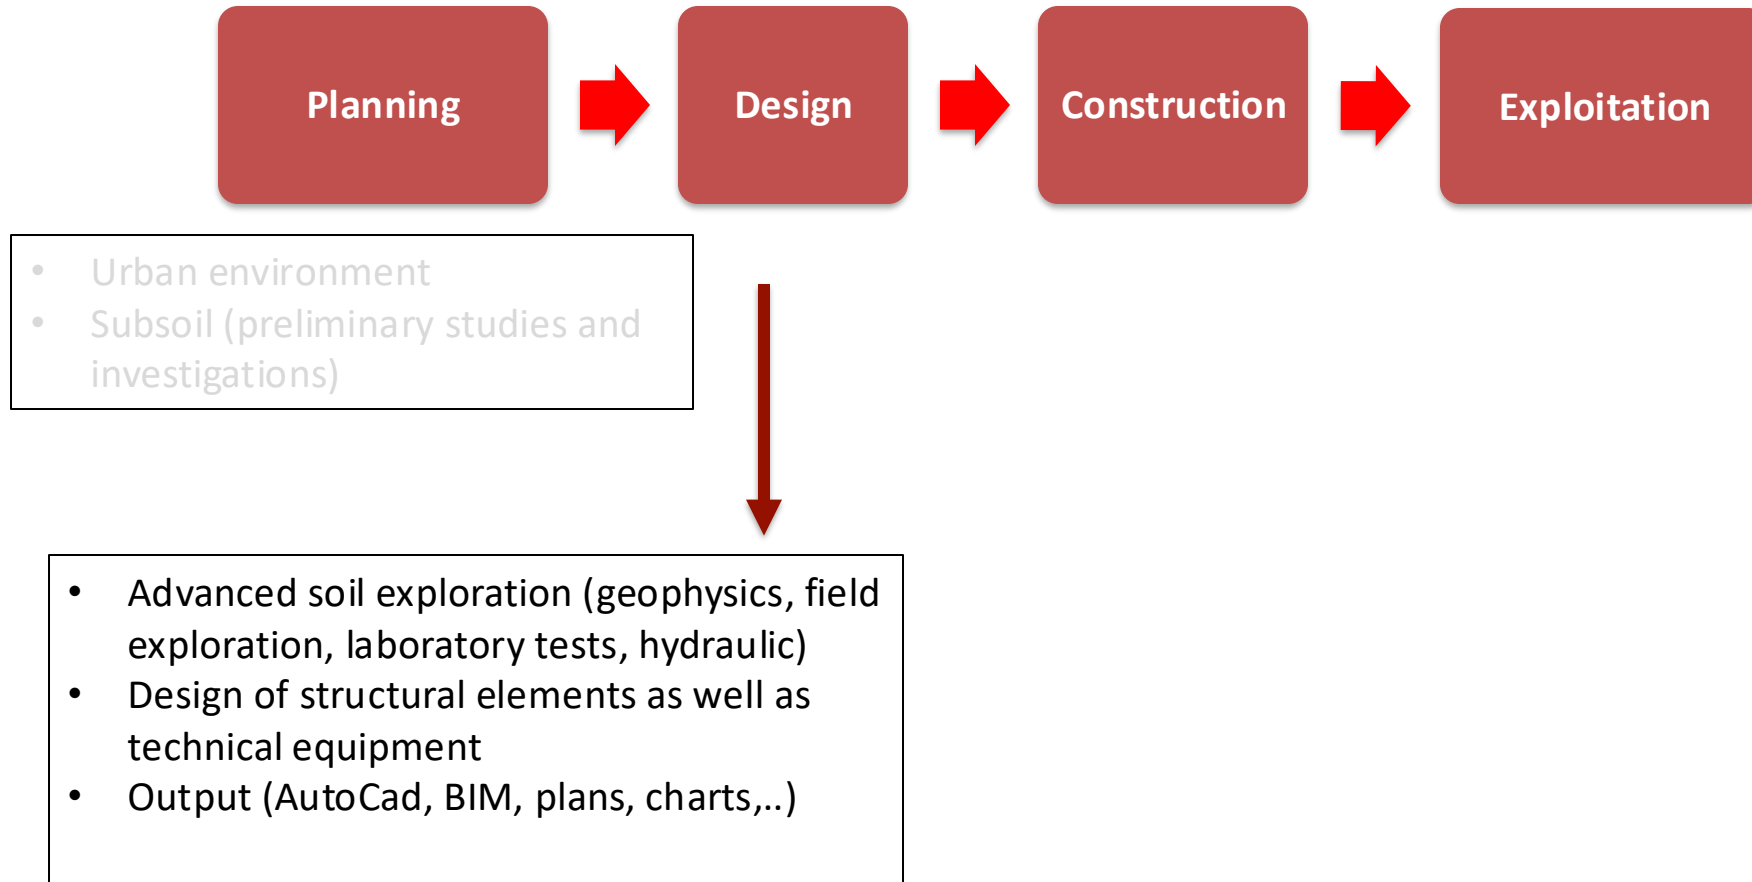 Planning
Design
Construction
Exploitation
• Urban environment
• Subsoil (preliminary studies and
investigations)
• Advanced soil exploration (geophysics, field
exploration, laboratory tests, hydraulic)
• Design of structural elements as well as
technical equipment
• Output (AutoCad, BIM, plans, charts,..)